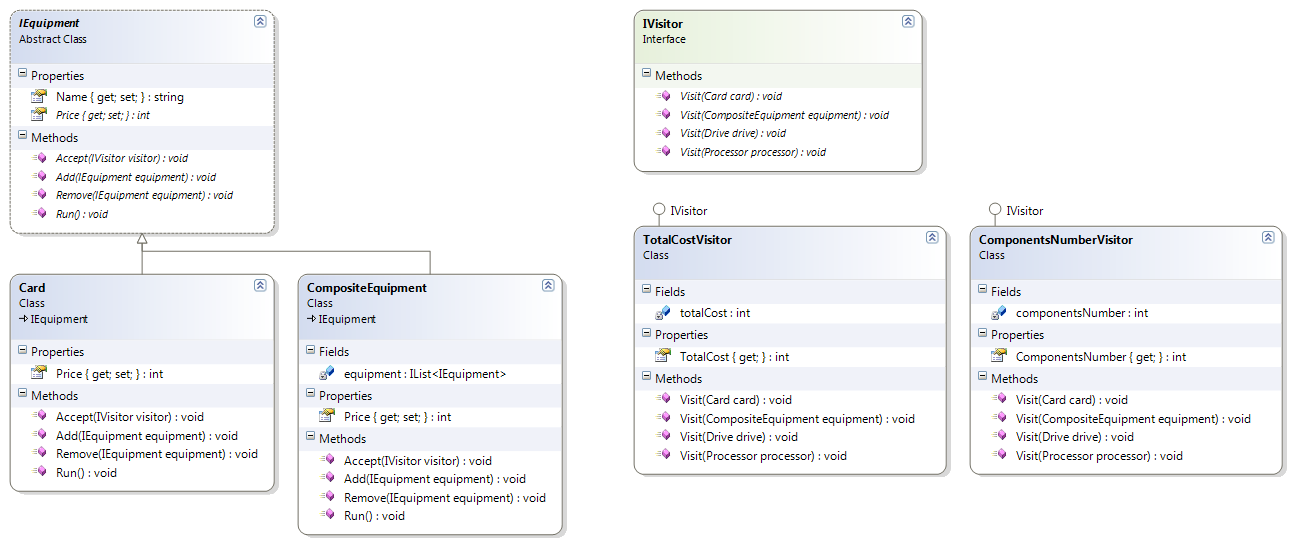 IEquipment
Abstract Class
Properties
Name { get; set; } : string
Price { get; set; } : int
Methods
Accept(IVisitor visitor) : void
Add(IEquipment equipment) : void
Remove(IEquipment equipment) : void
Run() : void
Card
Class
IEquipment
Properties
Price { get; set; } : int
Methods
Accept(IVisitor visitor) : void
Add(IEquipment equipment) : void
Remove(IEquipment equipment) : void
Run() : void
CompositeEquipment
Class
IEquipment
Fields
equipment : IList<IEquipment>
Properties
Price { get; set; } : int
Methods
Accept(IVisitor visitor) : void
Add(IEquipment equipment) : void
Remove(IEquipment equipment) : void
Run() : void
IVisitor
Interface
Methods
Visit(Card card) : void
Visit(CompositeEquipment equipment) : void
Visit(Drive drive) : void
Visit(Processor processor) : void
IVisitor
TotalCostVisitor
Class
Fields
totalCost : int
Properties
TotalCost { get; } : int
Methods
Visit(Card card) : void
Visit(CompositeEquipment equipment) : void
Visit(Drive drive) : void
Visit(Processor processor) : void
IVisitor
ComponentsNumberVisitor
Class
Fields
componentsNumber : int
Properties
ComponentsNumber { get; } : int
Methods
Visit(Card card) : void
Visit(CompositeEquipment equipment) : void
Visit(Drive drive) : void
Visit(Processor processor) : void